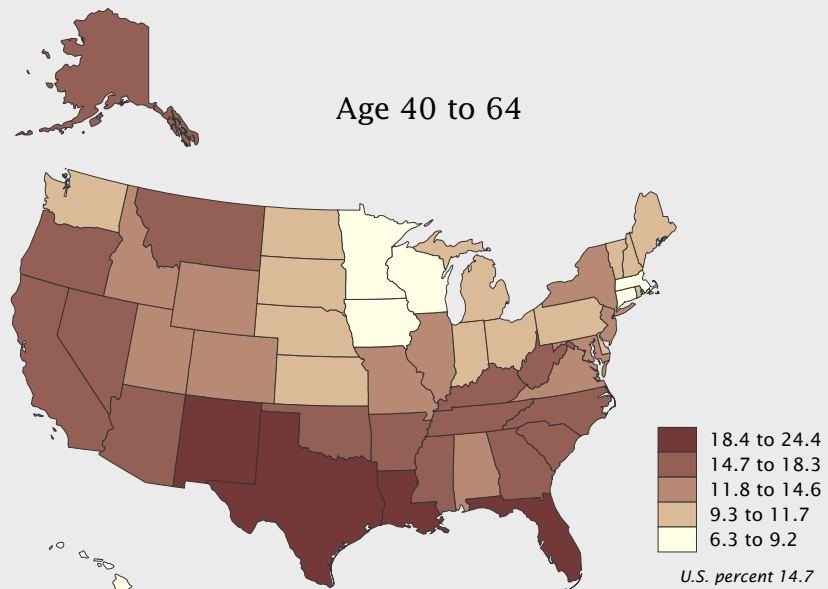 Age 40 to 64
18.4 to 24.4
14.7 to 18.3
11.8 to 14.6
9.3 to 11.7
6.3 to 9.2
U.S. percent 14.7